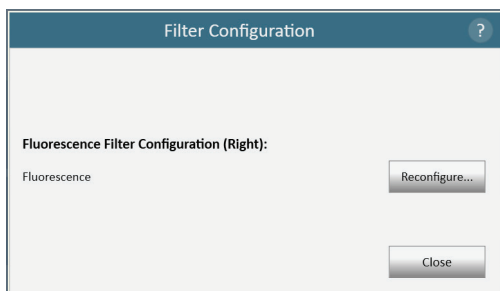 Filter Configuration ?
Fluorescence Filter Configuration (Right):
Fluorescence Reconfigure...
Close